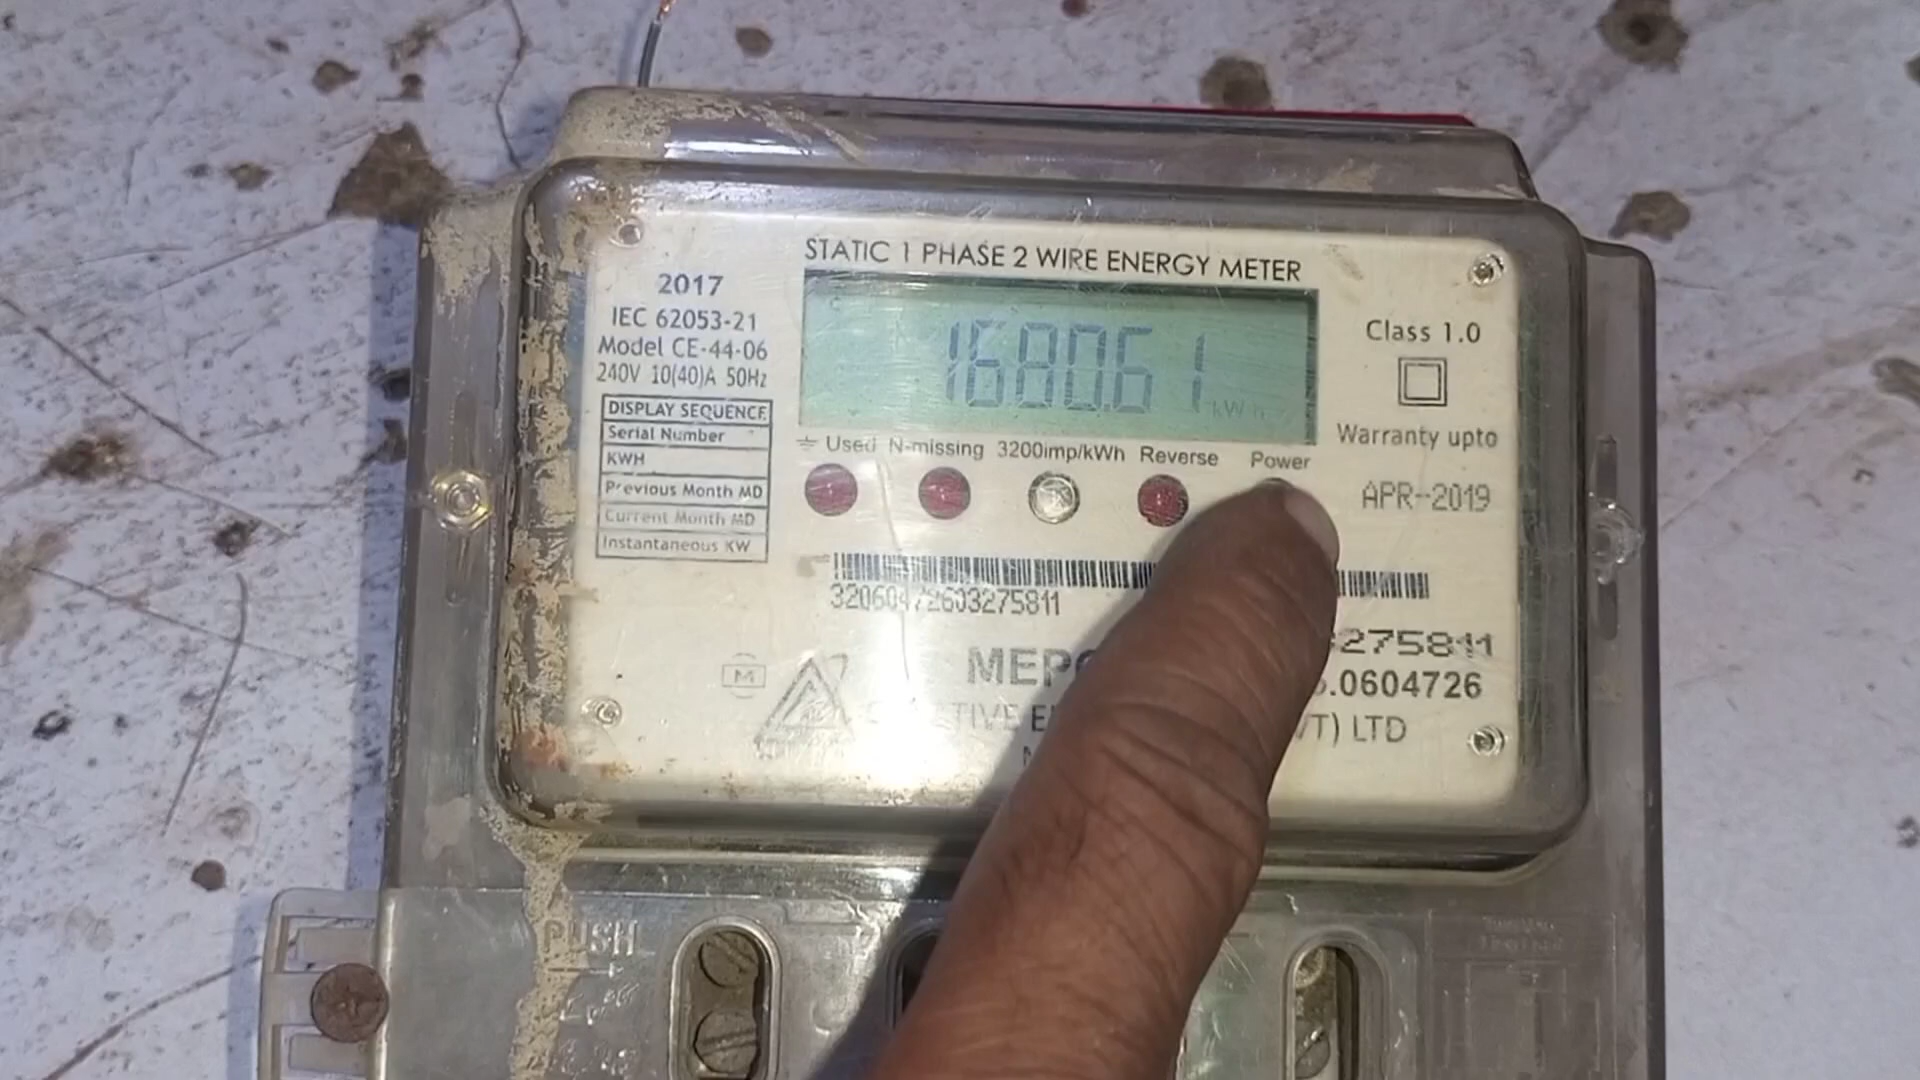 STATIC 1 PHASE 2 WIRE ENERGY METER
2017
IEC 62053-21
Model CE-44-06
240V 10(40)A 50Hz
DISPLAY SEQUENCE
Serial Number
KWH
Previous Month MD
Current Month MD
Instantaneous KW
16806.61
kWh
Class 1.0
Warranty upto
APR-2019
Used N-missing 3200imp/kWh Reverse Power
32060472603275811
275811
.0604726
M
LTD
PUSH